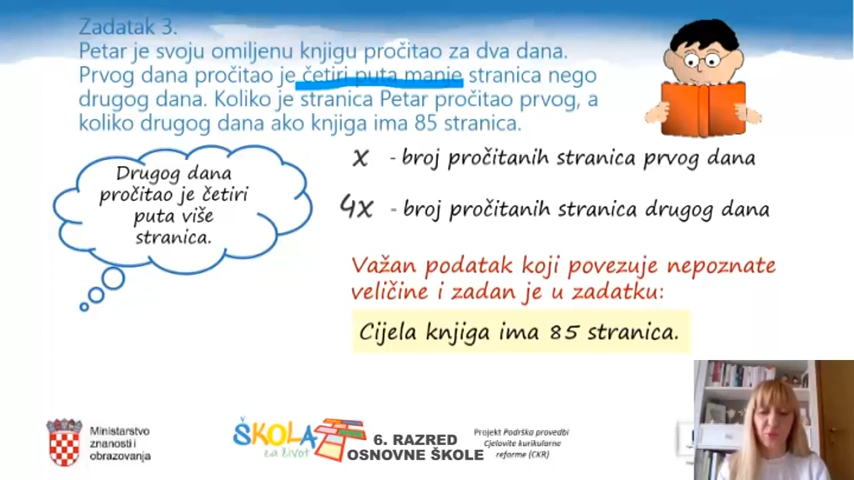 Zadatak 3.
Petar je svoju omiljenu knjigu pročitao za dva dana.
Prvog dana pročitao je četiri puta manje stranica nego
drugog dana. Koliko je stranica Petar pročitao prvog, a
koliko drugog dana ako knjiga ima 85 stranica.
Drugog dana
pročitao je četiri
puta više
stranica.
x - broj pročitanih stranica prvog dana
4x - broj pročitanih stranica drugog dana
Važan podatak koji povezuje nepoznate
veličine i zadan je u zadatku:
Cijela knjiga ima 85 stranica.
Ministarstvo
znanosti i
obrazovanja
ŠKOLA
za život
6. RAZRED
OSNOVNE ŠKOLE
Projekt Podrška provedbi
Cjelovite kurikularne
reforme (CKR)